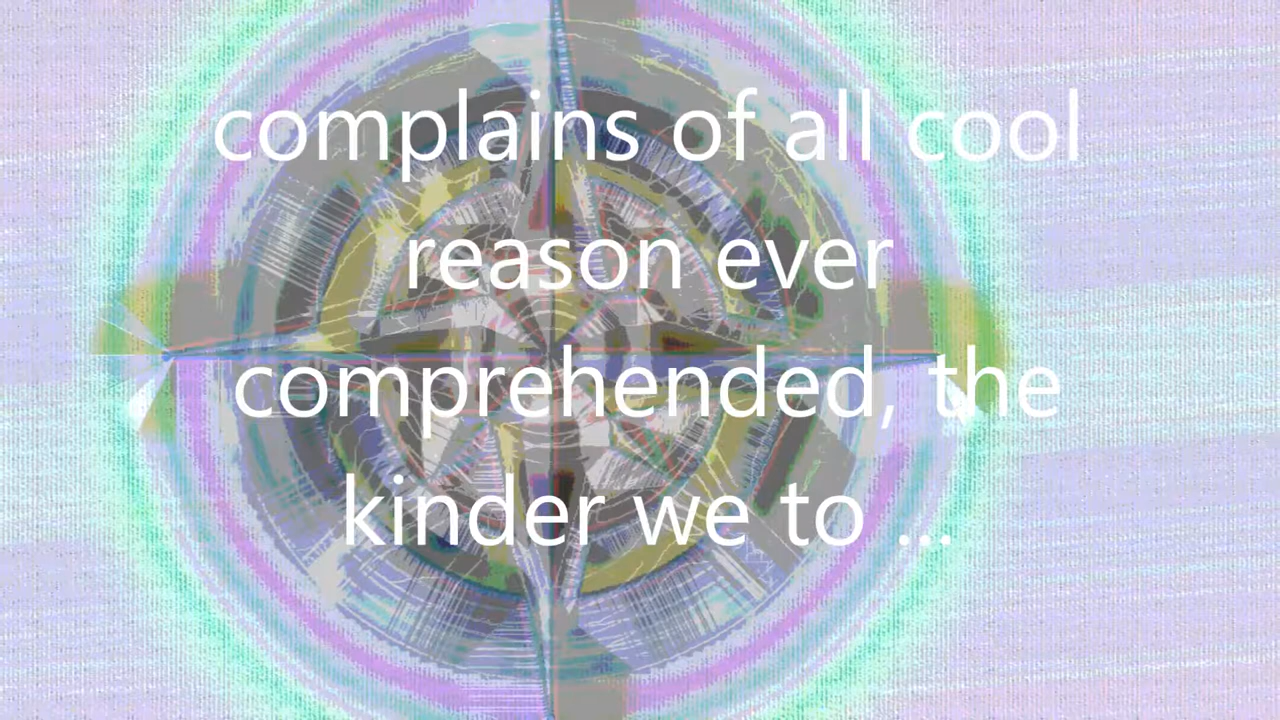 complains of all cool
reason ever
comprehended, the
kinder we to ...